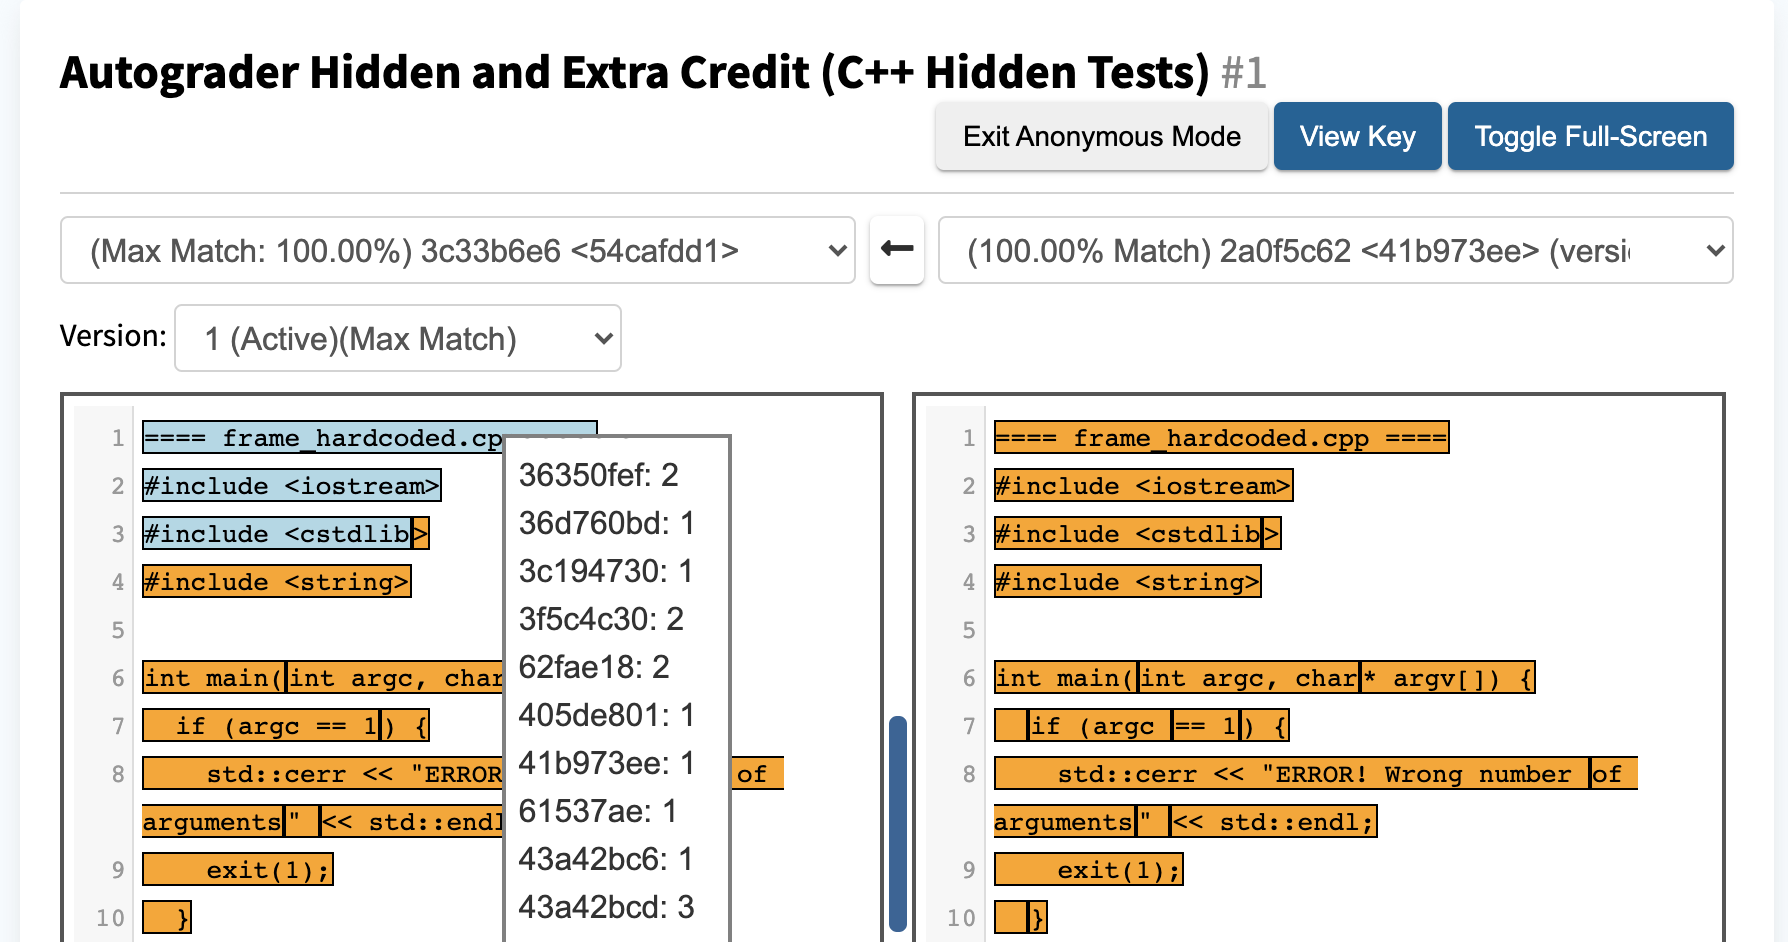 Autograder Hidden and Extra Credit (C++ Hidden Tests) #1
Exit Anonymous Mode
View Key
Toggle Full-Screen
(Max Match: 100.00%) 3c33b6e6 <54cafdd1>
(100.00% Match) 2a0f5c62 <41b973ee> (versi
Version:
1 (Active)(Max Match)
1 ==== frame_hardcoded.cp
2 #include <iostream>
3 #include <cstdlib>
4 #include <string>
5
6 int main(int argc, char
7   if (argc == 1) {
8     std::cerr << "ERROR of
arguments" << std::endl
9     exit(1);
10   }
36350fef: 2
36d760bd: 1
3c194730: 1
3f5c4c30: 2
62fae18: 2
405de801: 1
41b973ee: 1
61537ae: 1
43a42bc6: 1
43a42bcd: 3
1 ==== frame_hardcoded.cpp ====
2 #include <iostream>
3 #include <cstdlib>
4 #include <string>
5
6 int main(int argc, char* argv[]) {
7   if (argc == 1) {
8     std::cerr << "ERROR! Wrong number of
arguments" << std::endl;
9     exit(1);
10   }